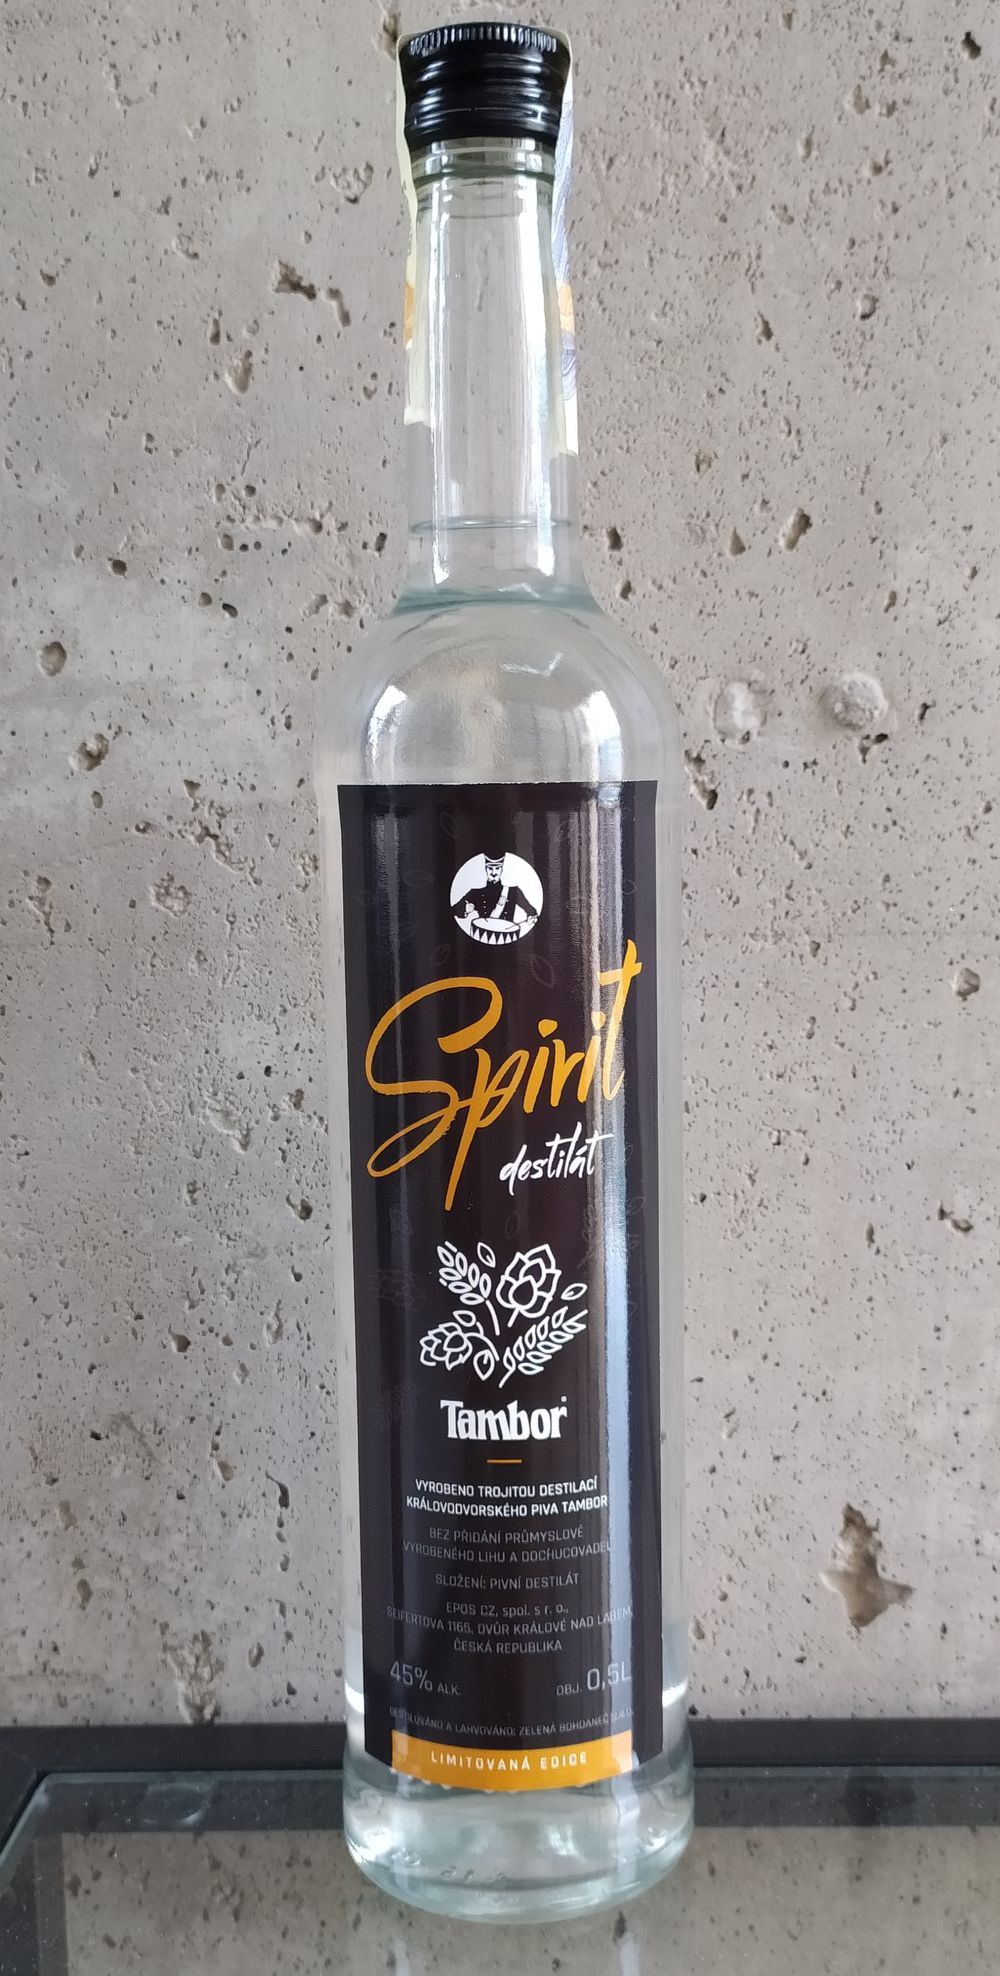 Spirit
destilát
Tambor
VYROBENO TROJITOU DESTILACÍ
KRÁLOVODVORSKÉHO PIVA TAMBOR
BEZ PŘIDÁNÍ PRŮMYSLOVĚ
VYROBENÉHO LIHU A DOCHUCOVADEL
SLOŽENÍ: PIVNÍ DESTILÁT
EPOS CZ, spol. s r. o.,
SEIFERTOVA 1165, DVŮR KRÁLOVÉ NAD LABEM,
ČESKÁ REPUBLIKA
45% ALK. OBJ. 0,5L
DESTILOVÁNO A LAHVOVÁNO: ZELENÁ BOHDANEČ
LIMITOVANÁ EDICE